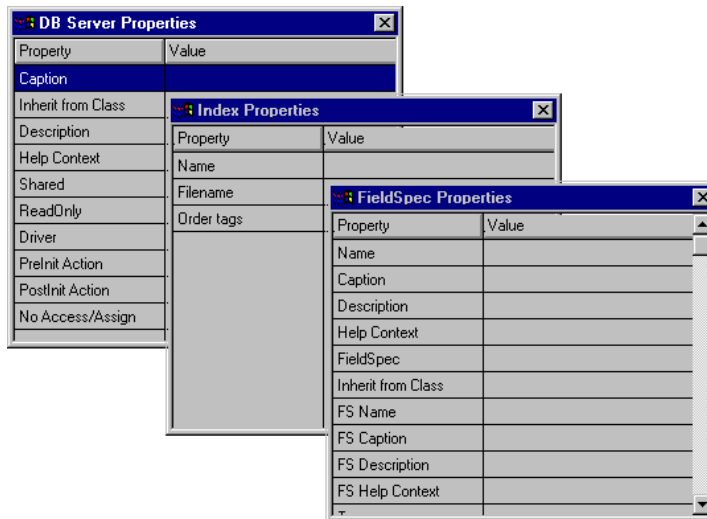 DB Server Properties
Property Value
Caption
Inherit from Class
Description
Help Context
Shared
ReadOnly
Driver
PreInit Action
PostInit Action
No Access/Assign
Index Properties
Property Value
Name
Filename
Order tags
FieldSpec Properties
Property Value
Name
Caption
Description
Help Context
FieldSpec
Inherit from Class
FS Name
FS Caption
FS Description
FS Help Context